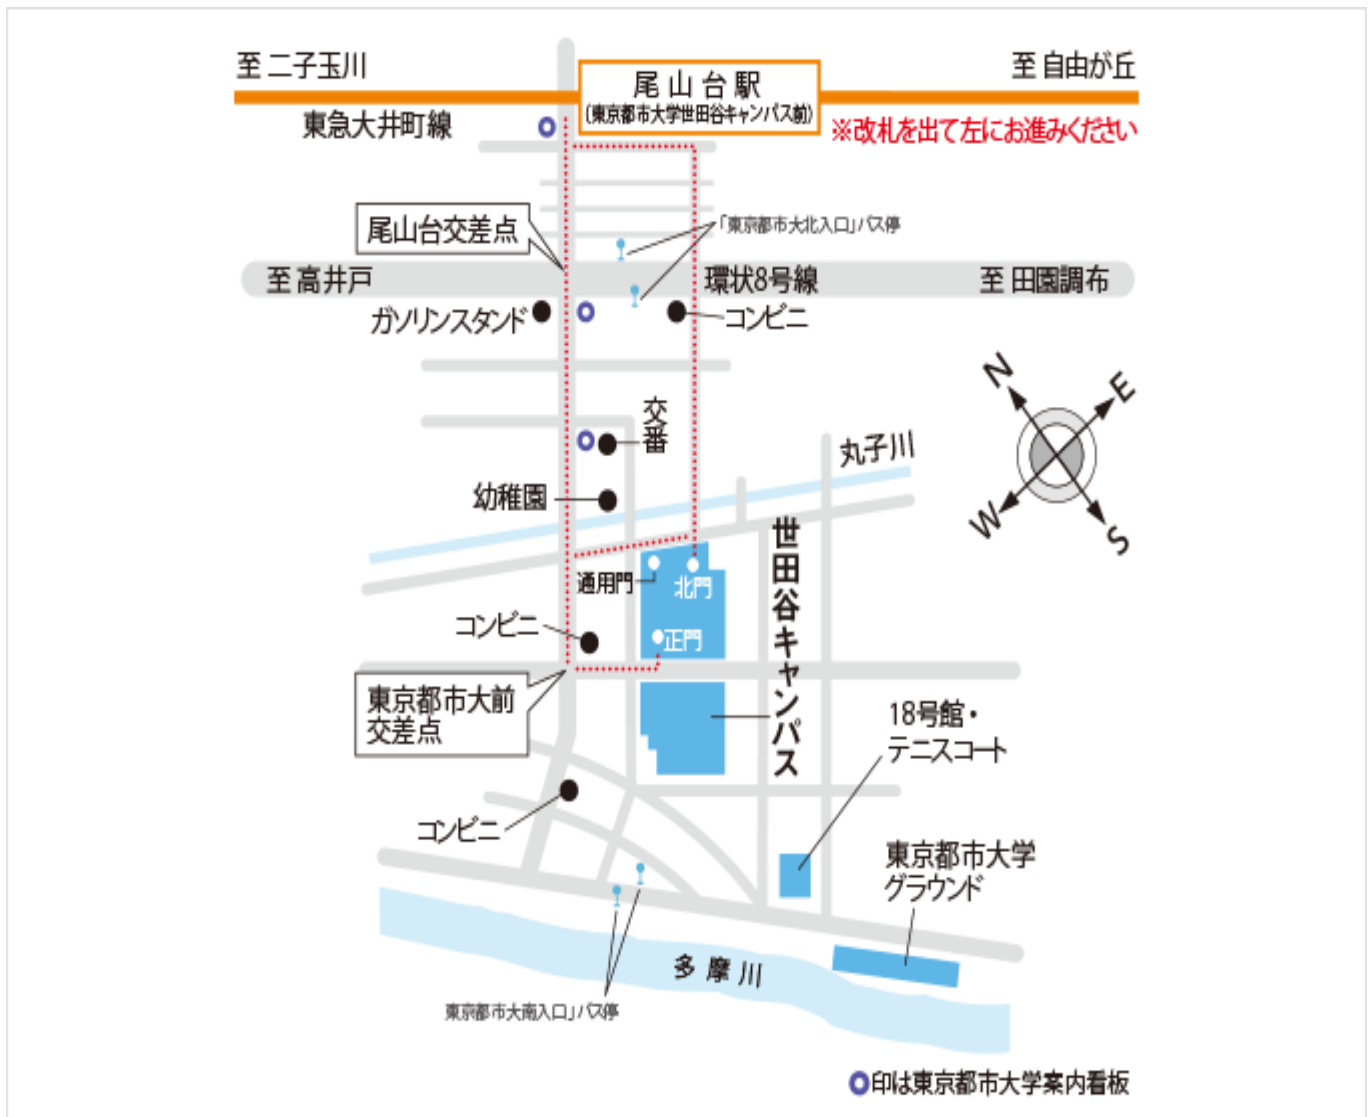 至 二子玉川
尾山台駅
(東京都市大学世田谷キャンパス前)
至 自由が丘
東急大井町線
※改札を出て左にお進みください
尾山台交差点
「東京都市大北入口」バス停
至 高井戸
環状8号線
至 田園調布
ガソリンスタンド
コンビニ
N
E
W
S
交番
丸子川
幼稚園
世田谷キャンパス
通用門
北門
コンビニ
正門
東京都市大前
交差点
18号館・
テニスコート
コンビニ
東京都市大学
グラウンド
多摩川
東京都市大南入口」バス停
印は東京都市大学案内看板